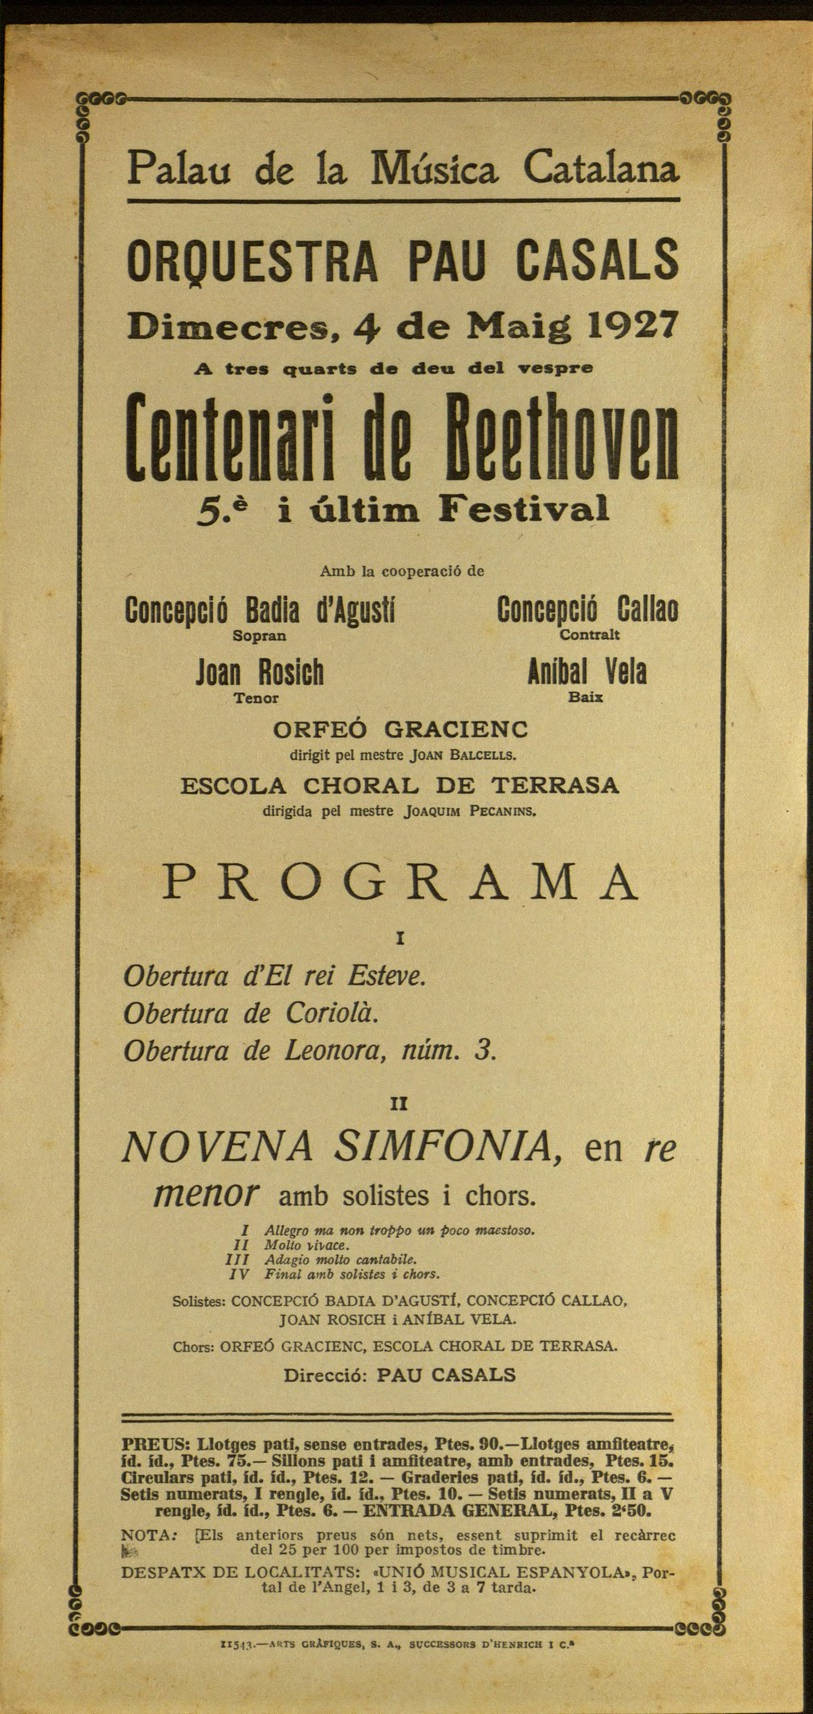 Palau de la Música Catalana
ORQUESTRA PAU CASALS
Dimecres, 4 de Maig 1927
A tres quarts de deu del vespre
Centenari de Beethoven
5.è i últim Festival
Amb la cooperació de
Concepció Badia d'Agustí Concepció Callao
Sopran Contralt
Joan Rosich Aníbal Vela
Tenor Baix
ORFEÓ GRACIENC
dirigit pel mestre JOAN BALCELLS.
ESCOLA CHORAL DE TERRASA
dirigida pel mestre JOAQUIM PECANINS.
PROGRAMA
I
Obertura d'El rei Esteve.
Obertura de Coriolà.
Obertura de Leonora, núm. 3.
II
NOVENA SIMFONIA, en re
menor amb solistes i chors.
I Allegro ma non troppo un poco maestoso.
II Molto vivace.
III Adagio molto cantabile.
IV Final amb solistes i chors.
Solistes: CONCEPCIÓ BADIA D'AGUSTÍ, CONCEPCIÓ CALLAO,
JOAN ROSICH i ANÍBAL VELA.
Chors: ORFEÓ GRACIENC, ESCOLA CHORAL DE TERRASA.
Direcció: PAU CASALS
PREUS: Llotges pati, sense entrades, Ptes. 90.—Llotges amfiteatre,
íd. íd., Ptes. 75.— Sillons pati i amfiteatre, amb entrades, Ptes. 15.
Circulars pati, íd. íd., Ptes. 12. — Graderies pati, íd. íd., Ptes. 6. —
Setis numerats, I rengle, íd. íd., Ptes. 10. — Setis numerats, II a V
rengle, íd. íd., Ptes. 6. — ENTRADA GENERAL, Ptes. 2‘50.
NOTA: [Els anteriors preus són nets, essent suprimit el recàrrec
del 25 per 100 per impostos de timbre.
DESPATX DE LOCALITATS: «UNIÓ MUSICAL ESPANYOLA», Por-
tal de l'Angel, 1 i 3, de 3 a 7 tarda.
11543.—ARTS GRÀFIQUES, S. A., SUCCESSORS D'HENRICH I C.ª